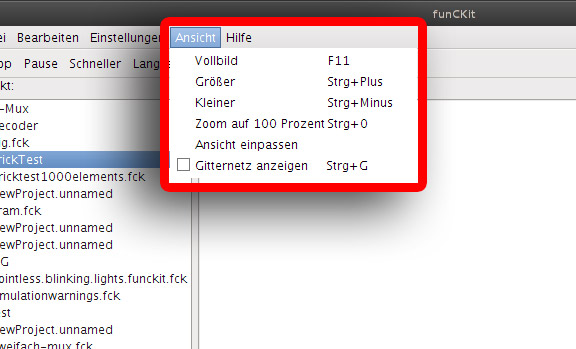 funCKit
ei Bearbeiten Einstellungen Ansicht Hilfe
op Pause Schneller Langs
kt:
Vollbild F11
Größer Strg+Plus
Kleiner Strg+Minus
Zoom auf 100 Prozent Strg+0
Ansicht einpassen
Gitternetz anzeigen Strg+G
-Mux
ecoder
g.fck
rickTest
ricktest1000elements.fck
ewProject.unnamed
ram.fck
ewProject.unnamed
ewProject.unnamed
G
ointless.blinking.lights.funckit.fck
mulationwarnings.fck
st
ewProject.unnamed
weifach-mux.fck